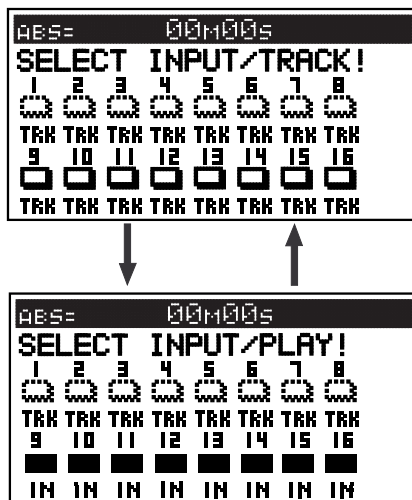 ABS= 00M00S
SELECT INPUT/TRACK!
1 2 3 4 5 6 7 8
TRK TRK TRK TRK TRK TRK TRK TRK
9 10 11 12 13 14 15 16
TRK TRK TRK TRK TRK TRK TRK TRK
ABS= 00M00S
SELECT INPUT/PLAY!
1 2 3 4 5 6 7 8
TRK TRK TRK TRK TRK TRK TRK TRK
9 10 11 12 13 14 15 16
IN IN IN IN IN IN IN IN